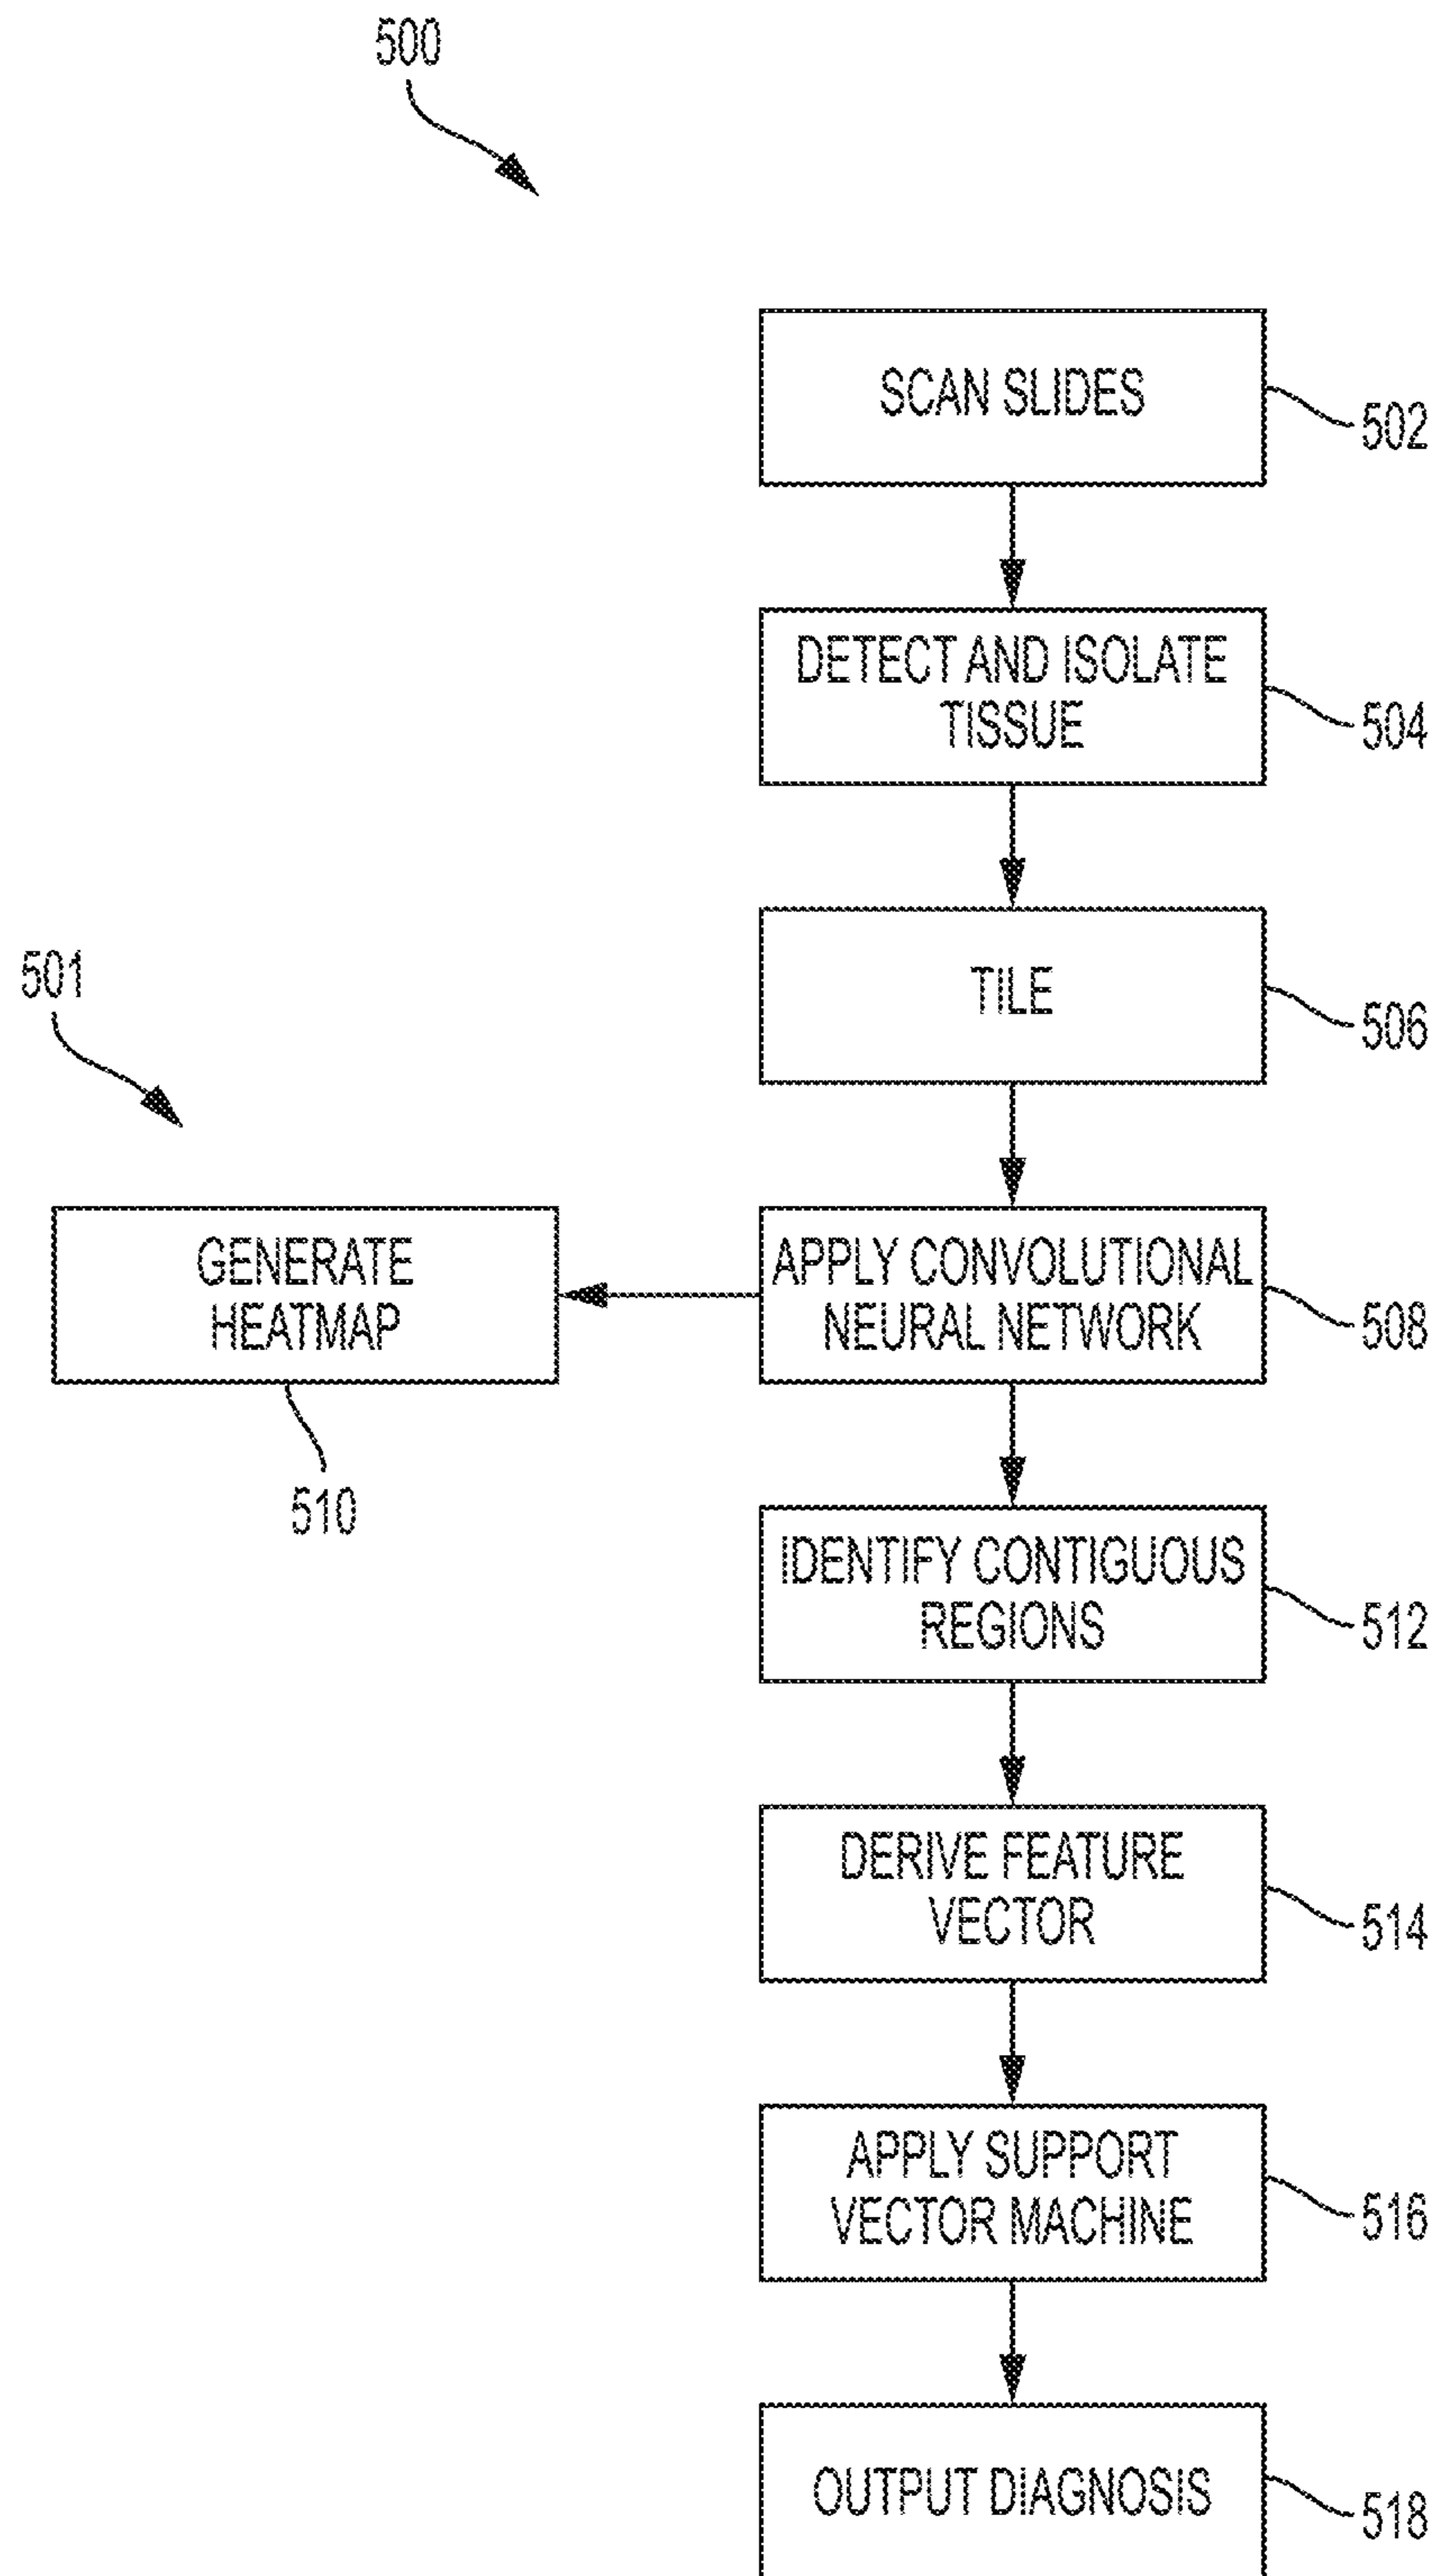 500
SCAN SLIDES
502
DETECT AND ISOLATE
TISSUE
504
TILE
506
501
GENERATE
HEATMAP
510
APPLY CONVOLUTIONAL
NEURAL NETWORK
508
IDENTIFY CONTIGUOUS
REGIONS
512
DERIVE FEATURE
VECTOR
514
APPLY SUPPORT
VECTOR MACHINE
516
OUTPUT DIAGNOSIS
518